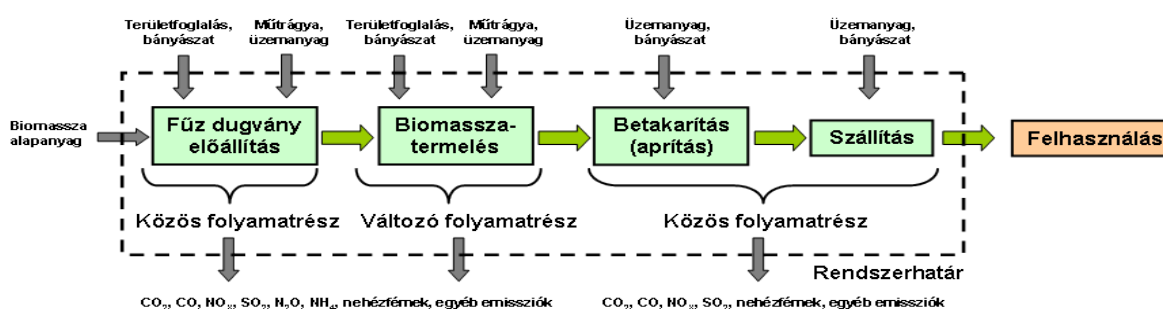 Területfoglalás,
bányászat
Műtrágya,
üzemanyag
Területfoglalás,
bányászat
Műtrágya,
üzemanyag
Üzemanyag,
bányászat
Üzemanyag,
bányászat
Biomassza
alapanyag
Fűz dugvány
előállítás
Biomassza-
termelés
Betakarítás
(aprítás)
Szállítás
Felhasználás
Közös folyamatrész
Változó folyamatrész
Közös folyamatrész
Rendszerhatár
CO₂, CO, NOₓ, SO₂, N₂O, NH₄, nehézfémek, egyéb emissziók
CO₂, CO, NOₓ, SO₂, nehézfémek, egyéb emissziók